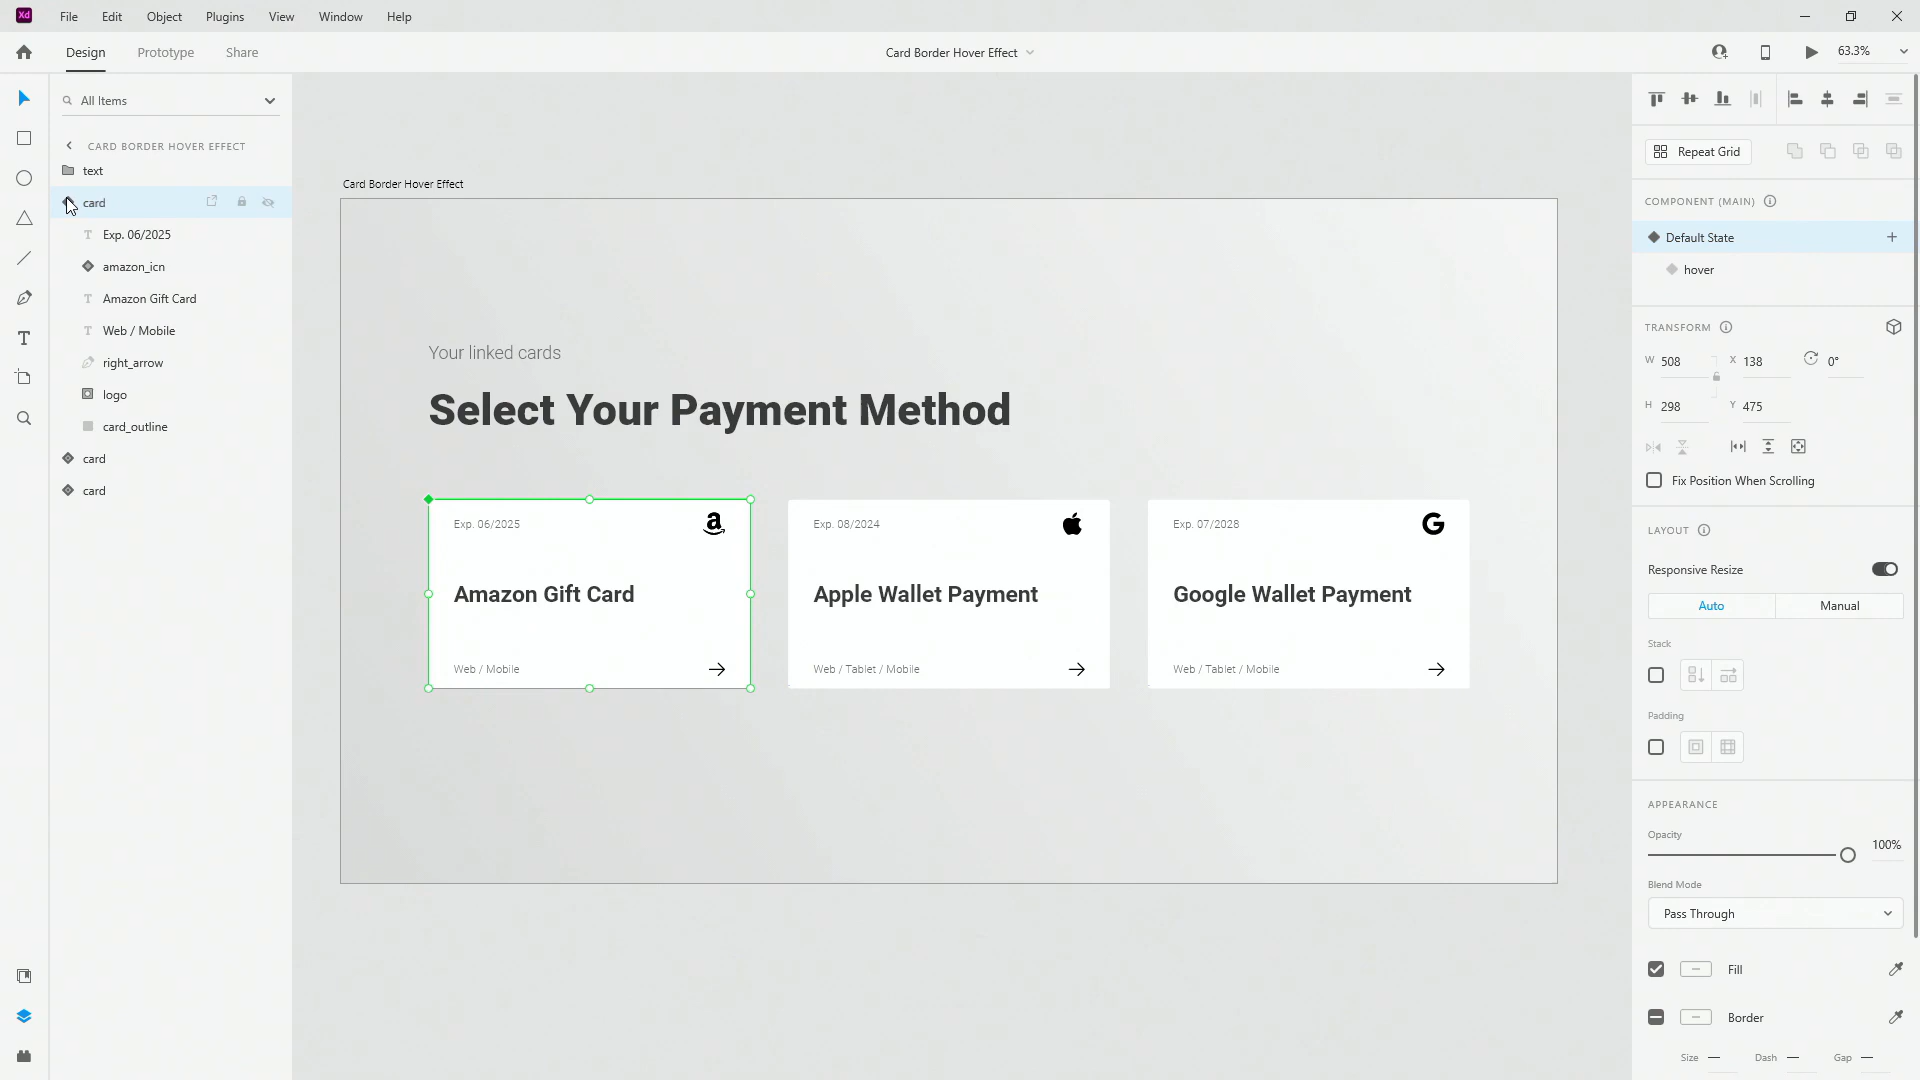 Xd File Edit Object Plugins View Window Help
Design Prototype Share Card Border Hover Effect 63.3%
All Items
CARD BORDER HOVER EFFECT
text
card
Exp. 06/2025
amazon_icn
Amazon Gift Card
Web / Mobile
right_arrow
logo
card_outline
card
card
Card Border Hover Effect
Your linked cards
Select Your Payment Method
Exp. 06/2025
Amazon Gift Card
Web / Mobile
Exp. 08/2024
Apple Wallet Payment
Web / Tablet / Mobile
Exp. 07/2028
G
Google Wallet Payment
Web / Tablet / Mobile
Repeat Grid
COMPONENT (MAIN)
Default State
hover
TRANSFORM
W 508 X 138 0°
H 298 Y 475
Fix Position When Scrolling
LAYOUT
Responsive Resize
Auto Manual
Stack
Padding
APPEARANCE
Opacity
100%
Blend Mode
Pass Through
Fill
Border
Size — Dash — Gap —